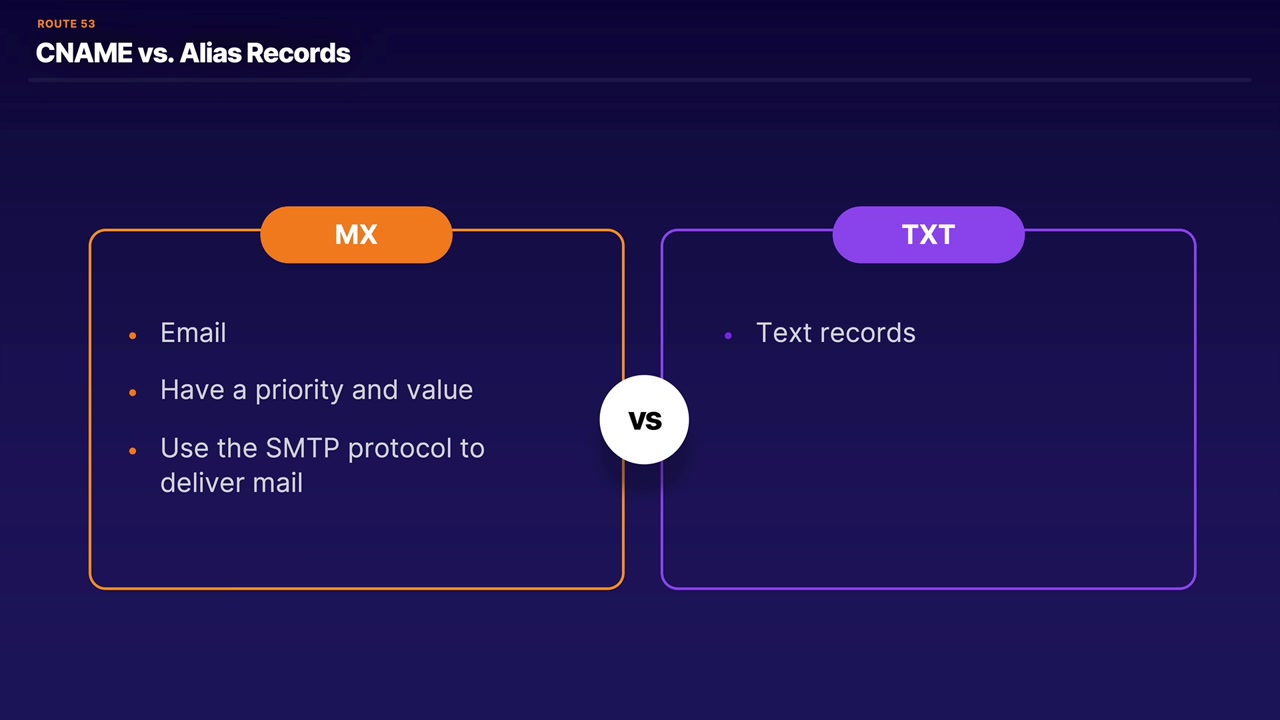 ROUTE 53
CNAME vs. Alias Records
MX
Email
Have a priority and value
Use the SMTP protocol to
deliver mail
vs
TXT
Text records